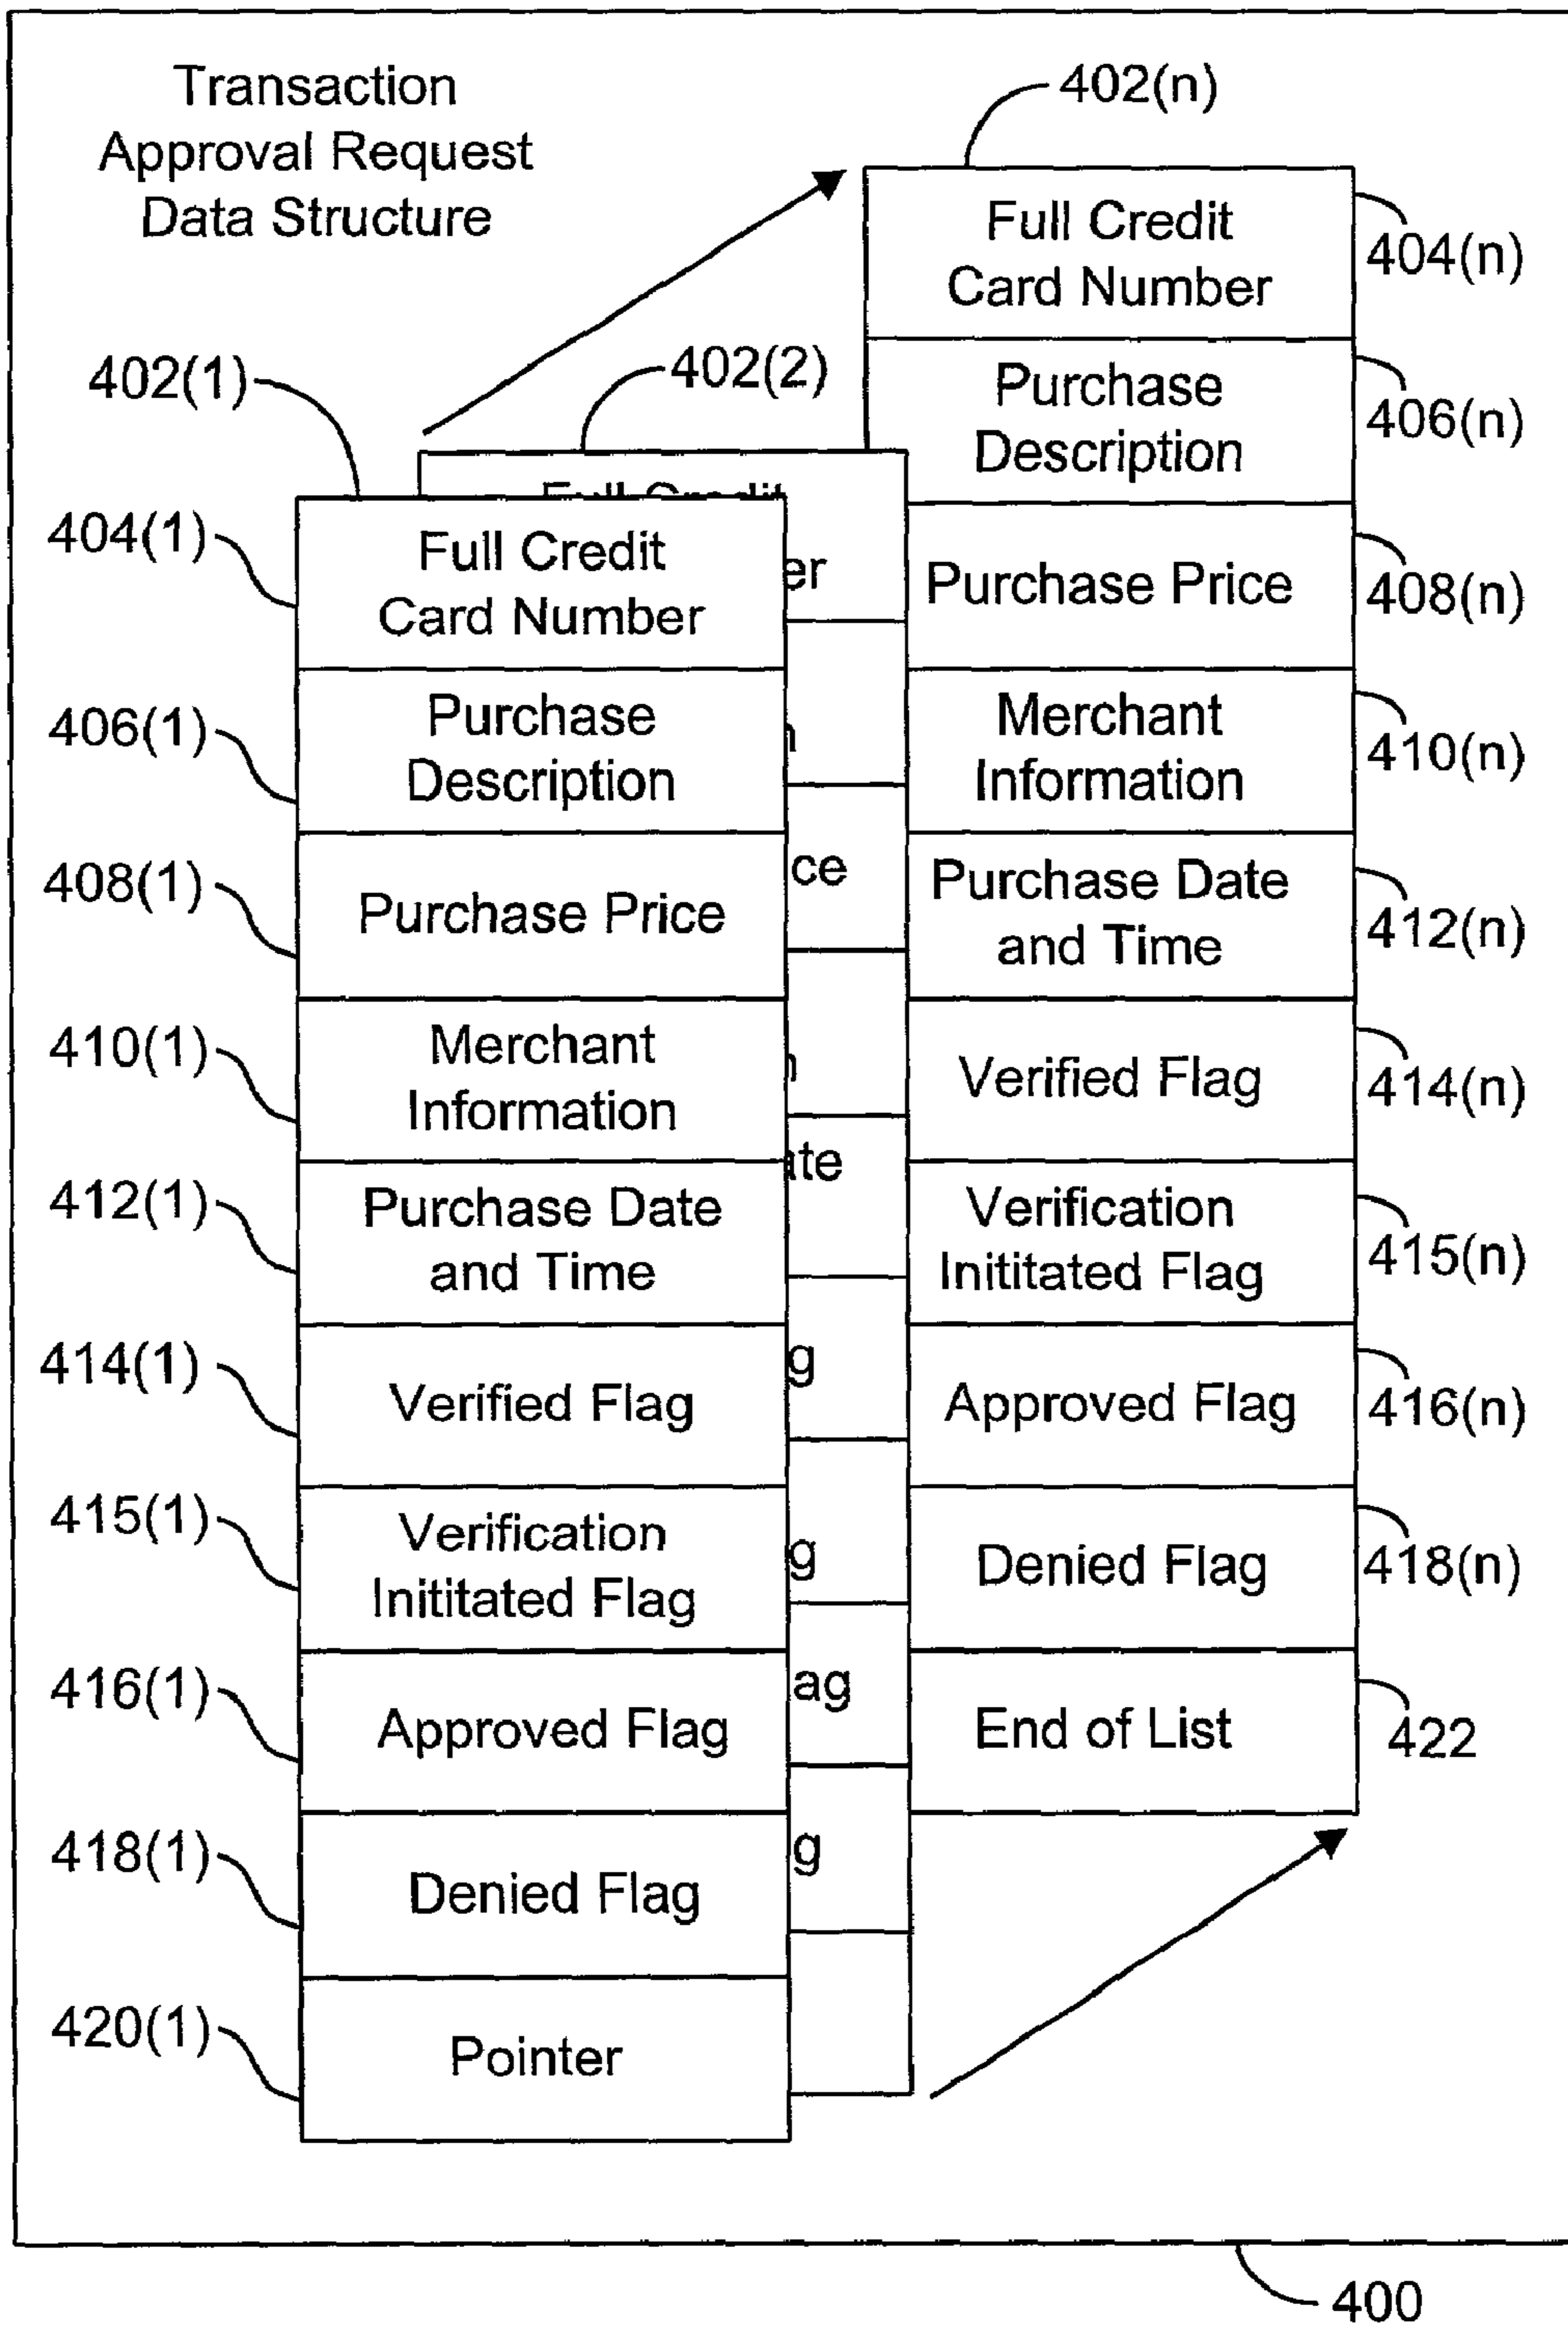 Transaction
Approval Request
Data Structure
402(n)
402(1)
402(2)
Full Credit
Card Number
404(n)
Purchase
Description
406(n)
Purchase Price
408(n)
Merchant
Information
410(n)
Purchase Date
and Time
412(n)
Verified Flag
414(n)
Verification
Inititated Flag
415(n)
Approved Flag
416(n)
Denied Flag
418(n)
End of List
422
Full Credit
er
n
ce
n
te
g
g
ag
g
404(1)
Full Credit
Card Number
406(1)
Purchase
Description
408(1)
Purchase Price
410(1)
Merchant
Information
412(1)
Purchase Date
and Time
414(1)
Verified Flag
415(1)
Verification
Inititated Flag
416(1)
Approved Flag
418(1)
Denied Flag
420(1)
Pointer
400